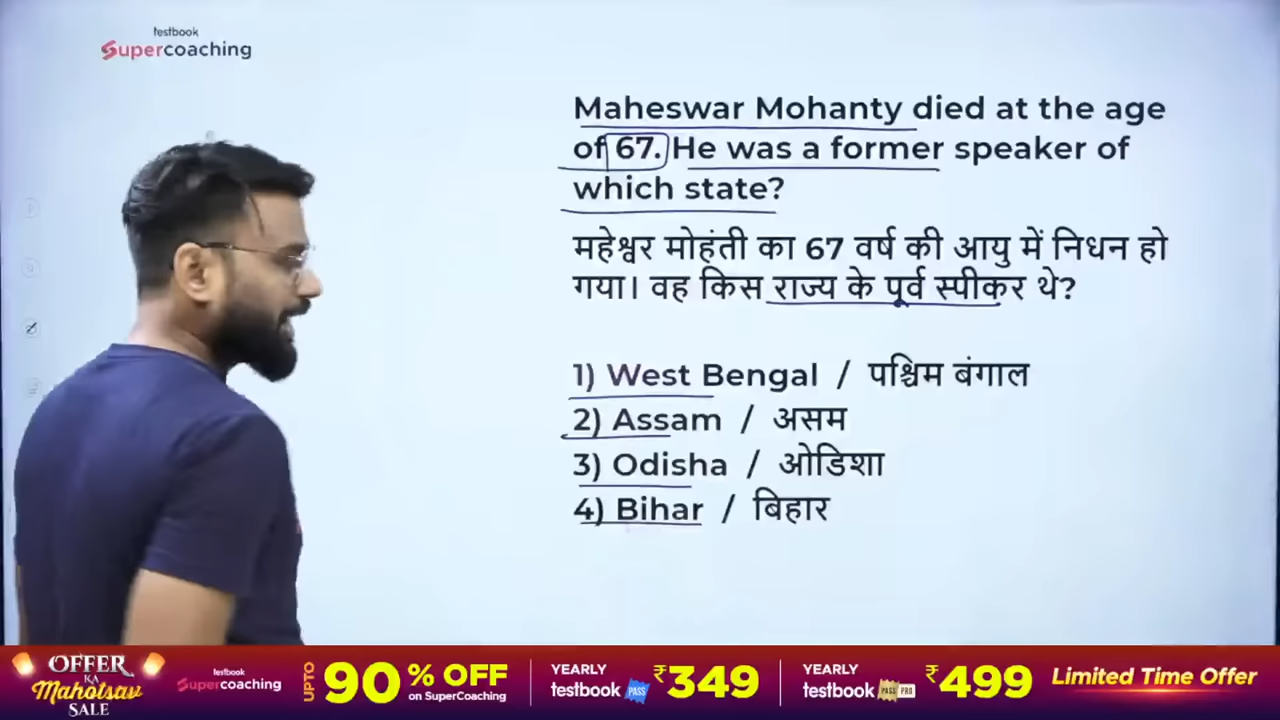 testbook
Supercoaching
Maheswar Mohanty died at the age
of 67. He was a former speaker of
which state?
महेश्वर मोहंती का 67 वर्ष की आयु में निधन हो
गया। वह किस राज्य के पूर्व स्पीकर थे?
1) West Bengal / पश्चिम बंगाल
2) Assam / असम
3) Odisha / ओडिशा
4) Bihar / बिहार
OFFER
KA
Mahotsav
SALE
testbook
Supercoaching
UPTO 90% OFF
on SuperCoaching
YEARLY
testbook PASS
₹349
YEARLY
testbook PASS PRO
₹499
Limited Time Offer